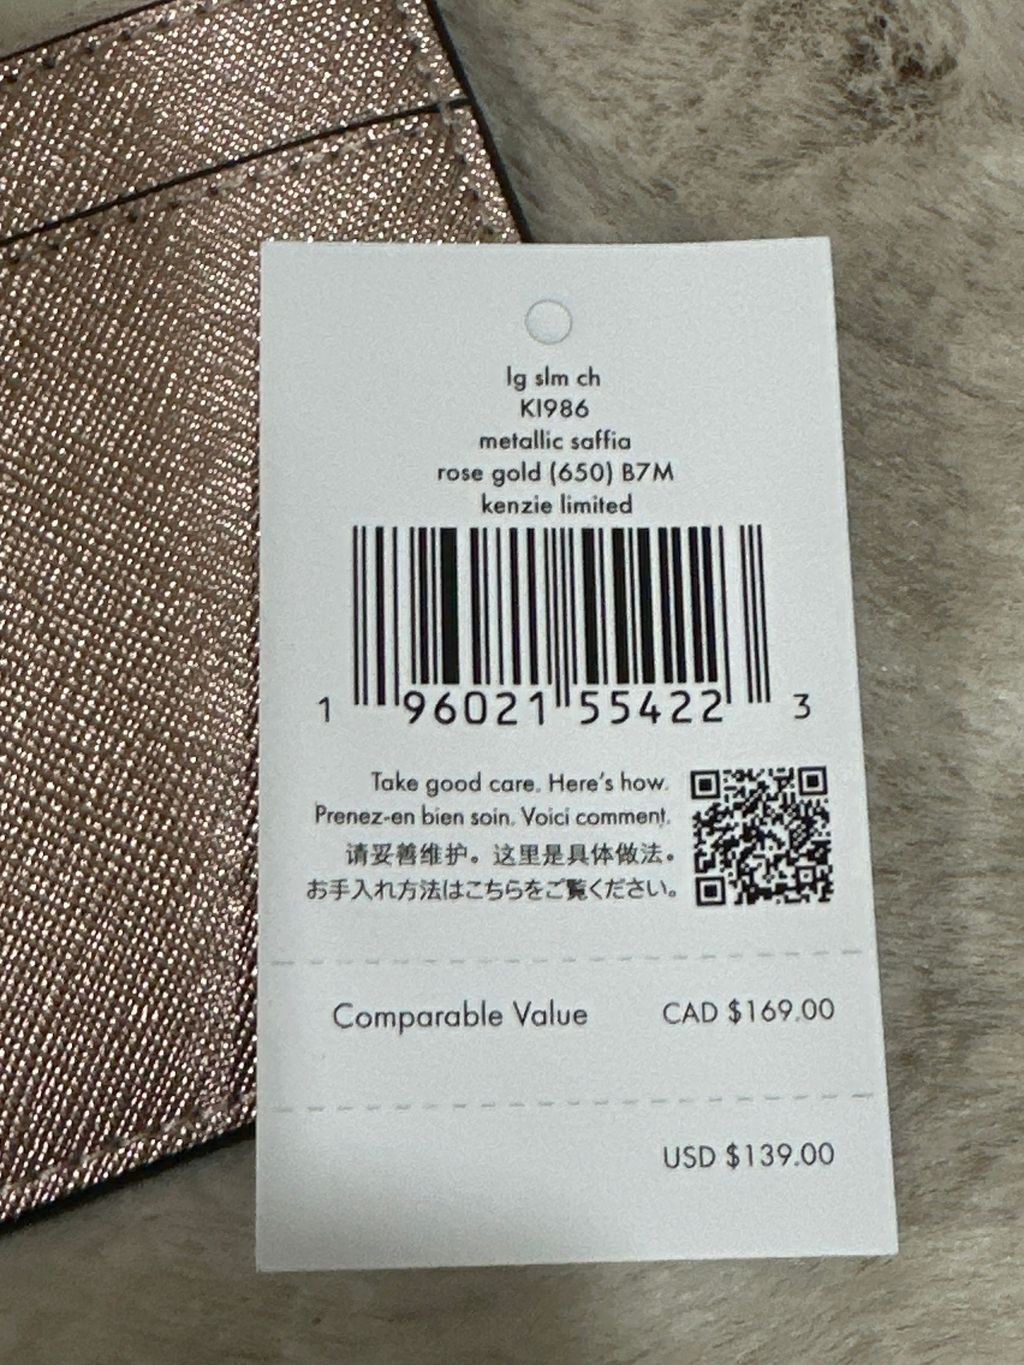 lg slm ch
KI986
metallic saffia
rose gold (650) B7M
kenzie limited
1 96021 55422 3
Take good care. Here's how.
Prenez-en bien soin. Voici comment.
请妥善维护。这里是具体做法。
お手入れ方法はこちらをご覧ください。
Comparable Value CAD $169.00
USD $139.00